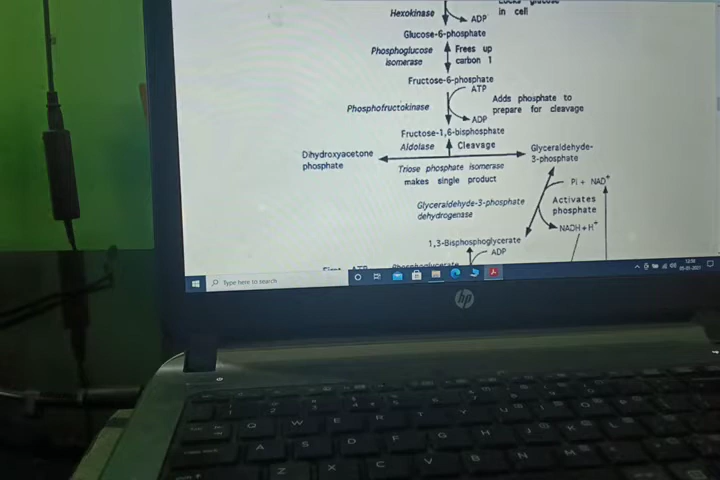 Locks glucose
Hexokinase ADP in cell
Glucose-6-phosphate
Phosphoglucose Frees up
isomerase carbon 1
Fructose-6-phosphate
ATP
Phosphofructokinase Adds phosphate to
prepare for cleavage
ADP
Fructose-1,6-bisphosphate
Aldolase Cleavage
Dihydroxyacetone
phosphate
Glyceraldehyde-
3-phosphate
Triose phosphate isomerase
makes single product
Pi + NAD+
Glyceraldehyde-3-phosphate
dehydrogenase
Activates
phosphate
NADH + H+
1,3-Bisphosphoglycerate
ADP
Phosphoglycerate
Type here to search
hp
Q W E R T Y U I O P
A S D F G H J K L
Z X C V B N M